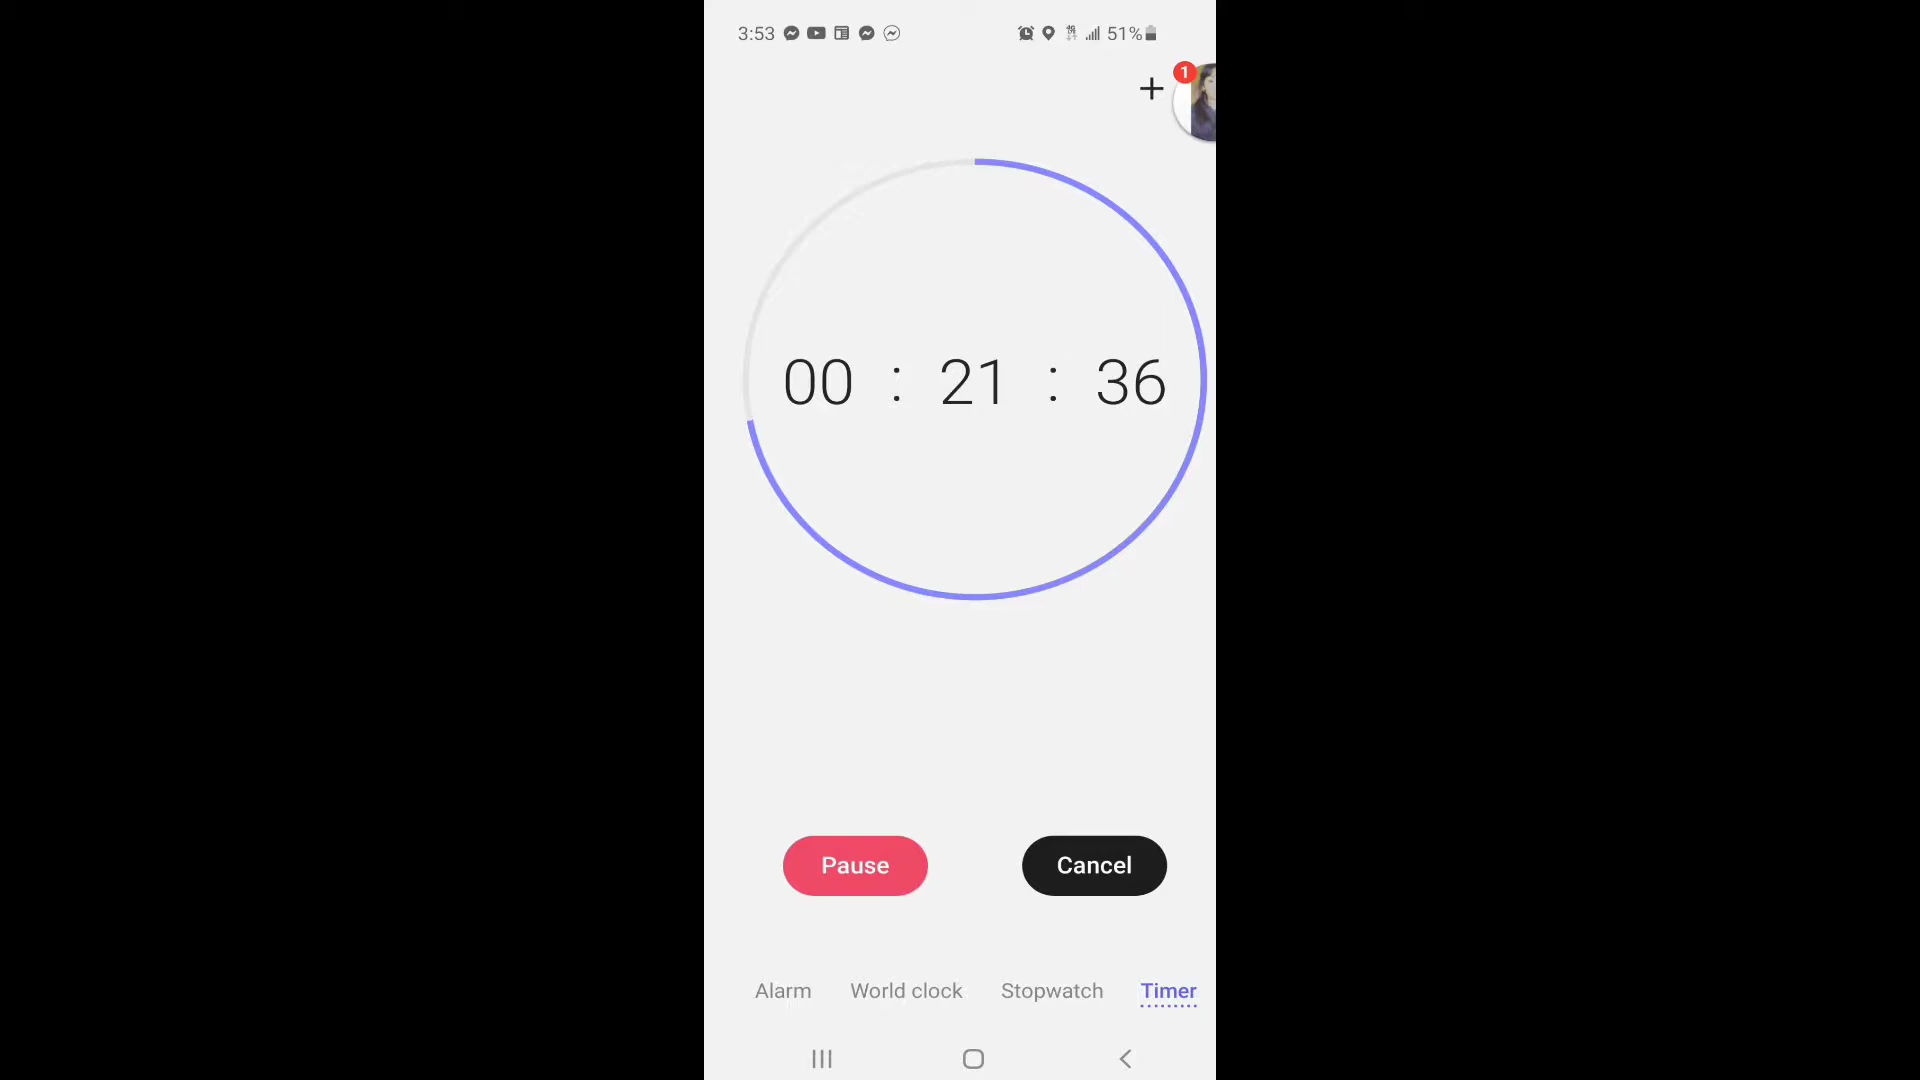 3:53 51%
+ 1
00 : 21 : 36
Pause Cancel
Alarm World clock Stopwatch Timer